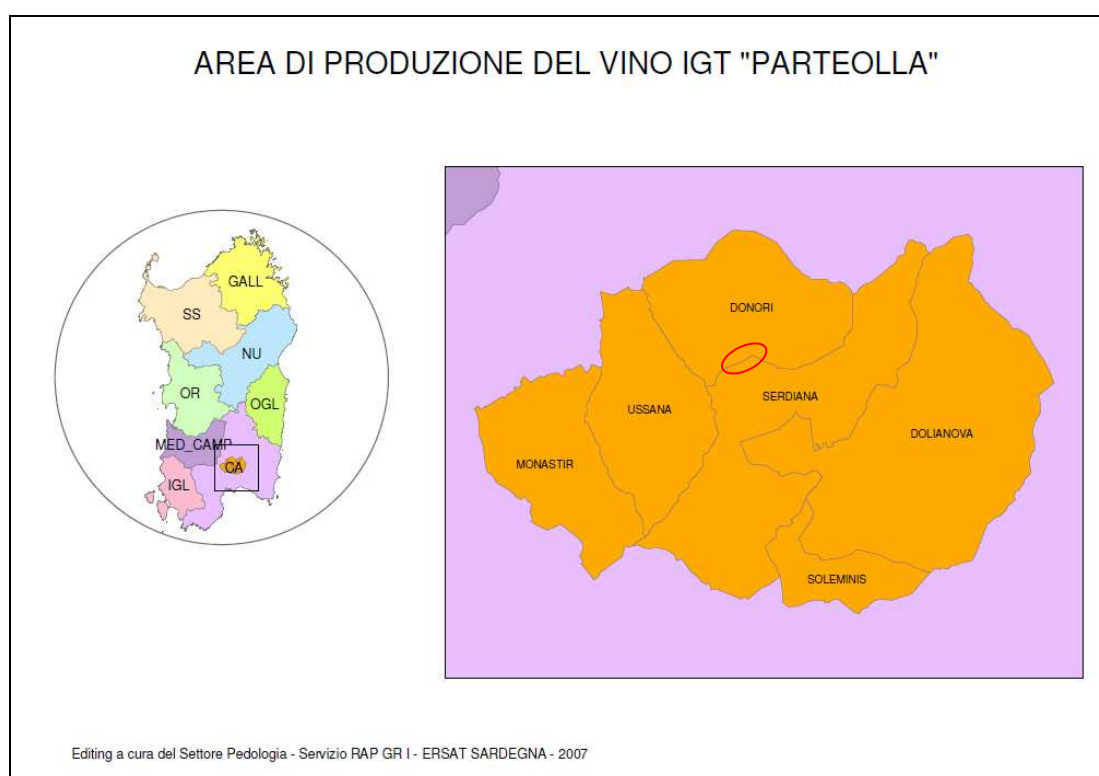 AREA DI PRODUZIONE DEL VINO IGT "PARTEOLLA"
GALL
SS
NU
OR
OGL
MED_CAMP
CA
IGL
DONORI
SERDIANA
USSANA
DOLIANOVA
MONASTIR
SOLEMINIS
Editing a cura del Settore Pedologia - Servizio RAP GR I - ERSAT SARDEGNA - 2007